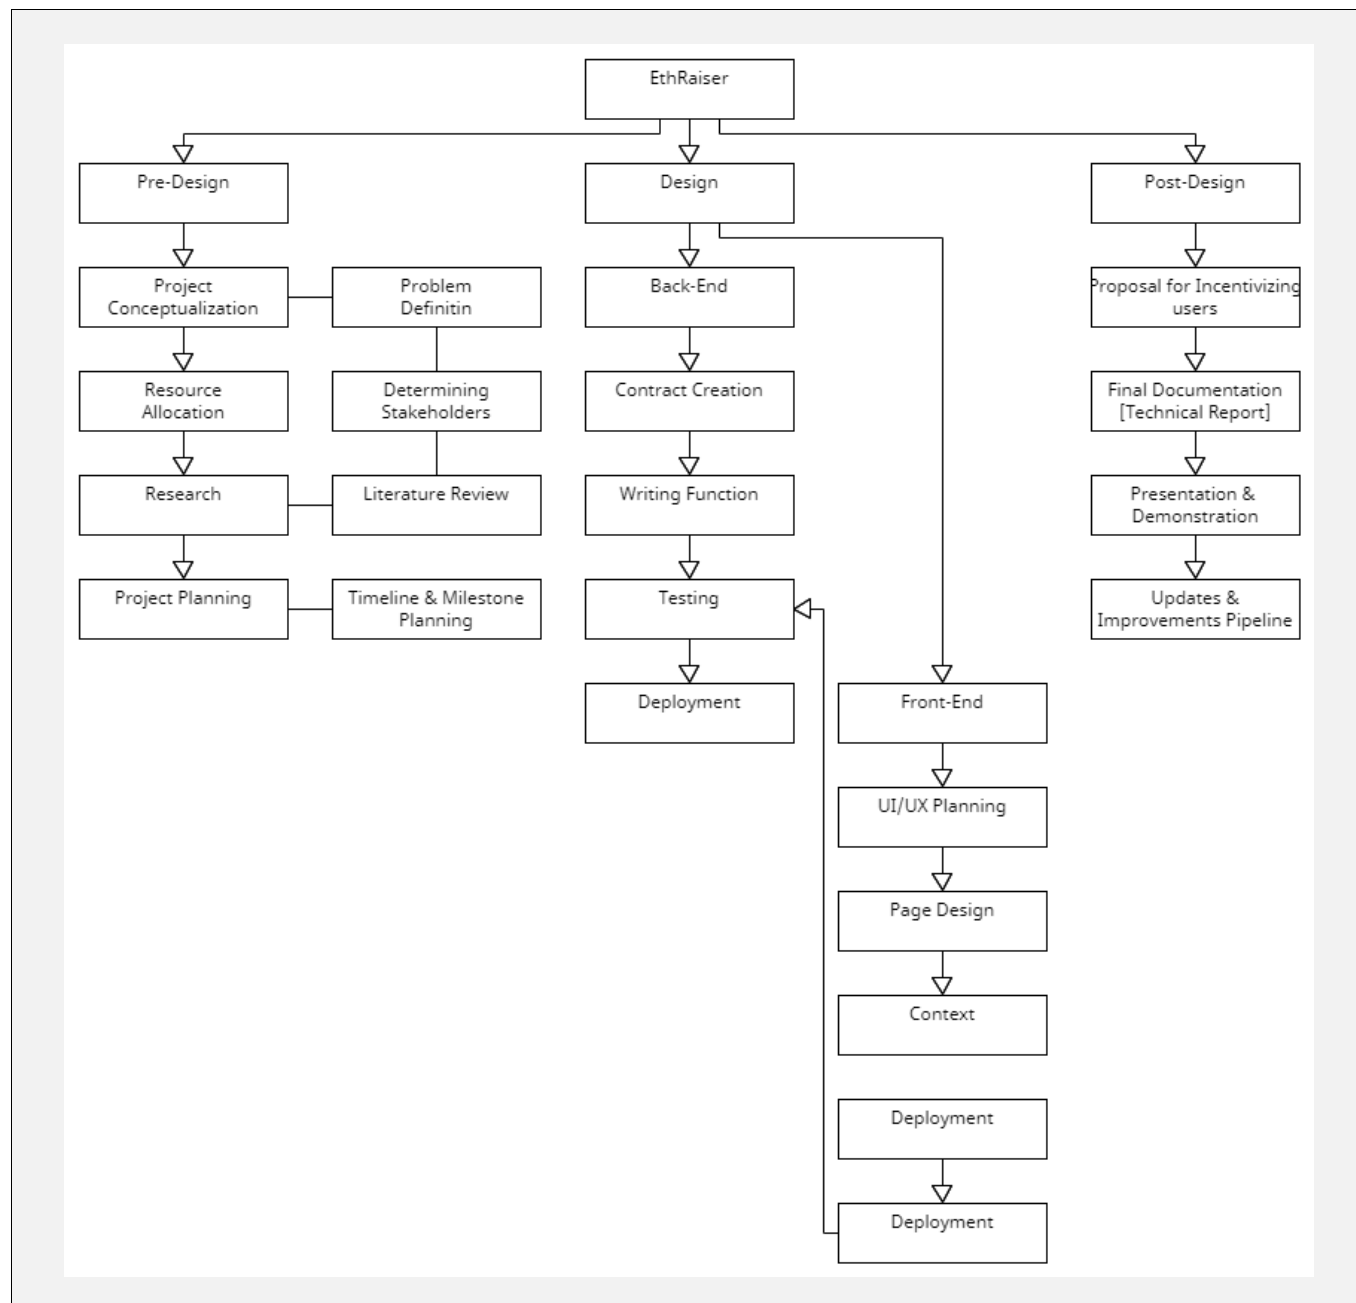 EthRaiser
Pre-Design
Design
Post-Design
Project
Conceptualization
Problem
Definitin
Back-End
Proposal for Incentivizing
users
Resource
Allocation
Determining
Stakeholders
Contract Creation
Final Documentation
[Technical Report]
Research
Literature Review
Writing Function
Presentation &
Demonstration
Project Planning
Timeline & Milestone
Planning
Testing
Updates &
Improvements Pipeline
Deployment
Front-End
UI/UX Planning
Page Design
Context
Deployment
Deployment